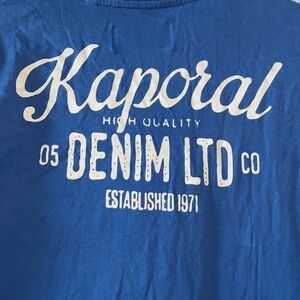 Kaporal
HIGH QUALITY
05 DENIM LTD CO
ESTABLISHED 1971